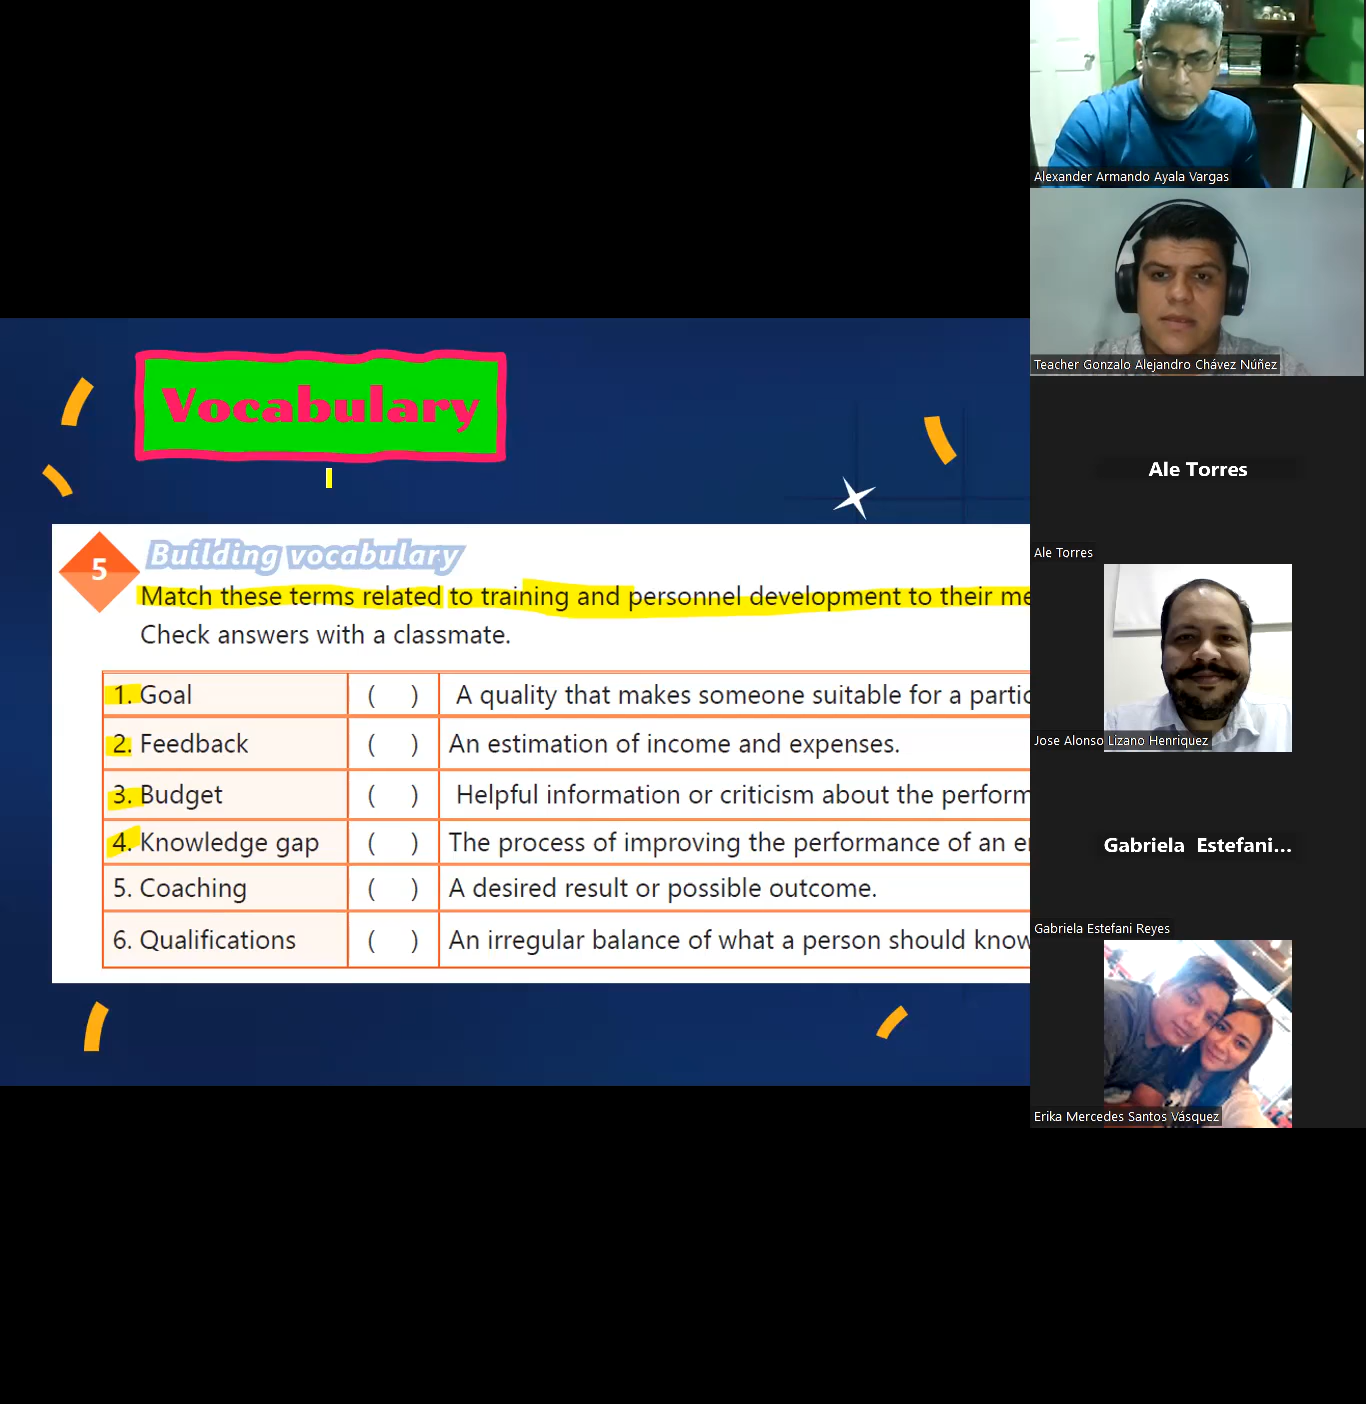 Vocabulary
5
Building vocabulary
Match these terms related to training and personnel development to their me
Check answers with a classmate.
1. Goal ( ) A quality that makes someone suitable for a partic
2. Feedback ( ) An estimation of income and expenses.
3. Budget ( ) Helpful information or criticism about the perform
4. Knowledge gap ( ) The process of improving the performance of an e
5. Coaching ( ) A desired result or possible outcome.
6. Qualifications ( ) An irregular balance of what a person should know
Alexander Armando Ayala Vargas
Teacher Gonzalo Alejandro Chávez Núñez
Ale Torres
Ale Torres
Jose Alonso Lizano Henriquez
Gabriela Estefani...
Gabriela Estefani Reyes
Erika Mercedes Santos Vásquez